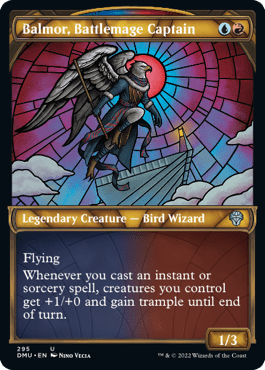 Balmor, Battlemage Captain
Legendary Creature — Bird Wizard
Flying
Whenever you cast an instant or
sorcery spell, creatures you control
get +1/+0 and gain trample until end
of turn.
1/3
295 U
DMU • EN Nino Vecia
™ & © 2022 Wizards of the Coast